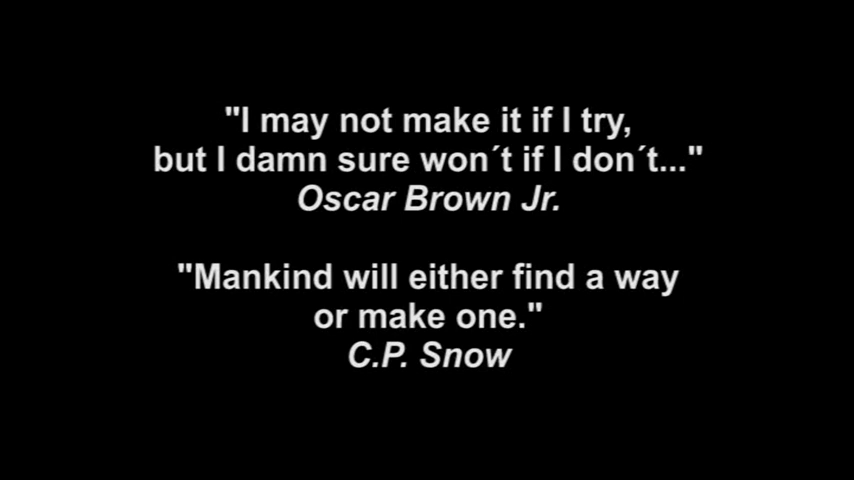 "I may not make it if I try,
but I damn sure won´t if I don´t..."
Oscar Brown Jr.
"Mankind will either find a way
or make one."
C.P. Snow